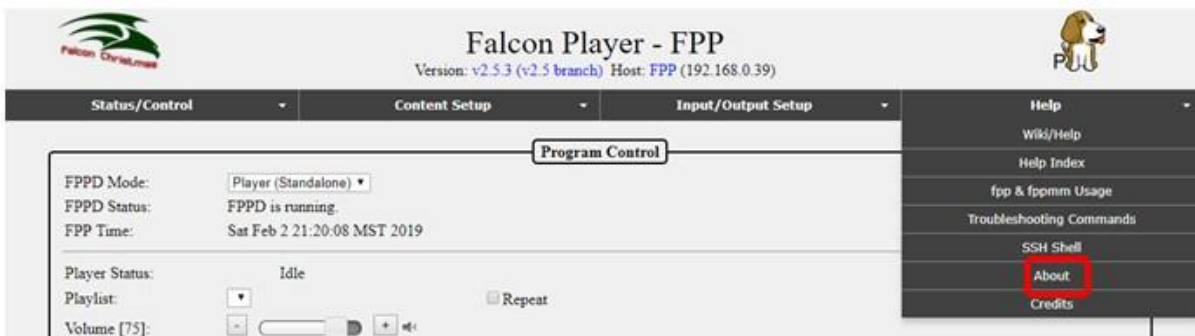 Falcon Christmas
Falcon Player - FPP
Version: v2.5.3 (v2.5 branch) Host: FPP (192.168.0.39)
Status/Control
Content Setup
Input/Output Setup
Help
Wiki/Help
Help Index
fpp & fppmm Usage
Troubleshooting Commands
SSH Shell
About
Credits
Program Control
FPPD Mode: Player (Standalone)
FPPD Status: FPPD is running.
FPP Time: Sat Feb 2 21:20:08 MST 2019
Player Status: Idle
Playlist: Repeat
Volume [75]: - +